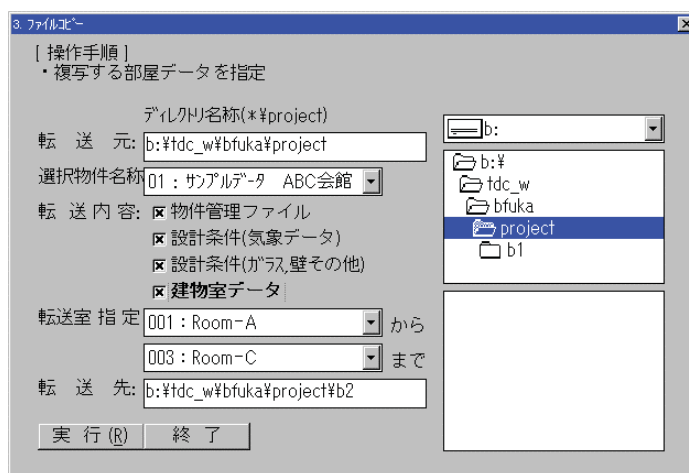 3. ﾌｧｲﾙｺﾋﾟｰ
[ 操作手順 ]
・複写する部屋データを指定
ﾃﾞｨﾚｸﾄﾘ名称(*¥project)
転 送 元: b:¥tdc_w¥bfuka¥project
選択物件名称 01 : ｻﾝﾌﾟﾙﾃﾞｰﾀ ABC会館
転 送 内 容: 物件管理ファイル
設計条件(気象データ)
設計条件(ｶﾞﾗｽ,壁その他)
建物室データ
転送室 指 定 001 : Room-A から
003 : Room-C まで
転 送 先: b:¥tdc_w¥bfuka¥project¥b2
実 行 (R) 終 了
b:
b:¥
tdc_w
bfuka
project
b1